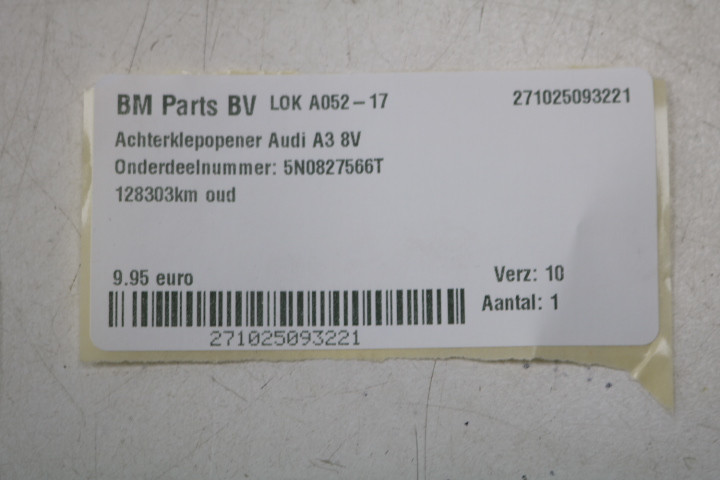 BM Parts BV LOK A052-17 271025093221
Achterklepopener Audi A3 8V
Onderdeelnummer: 5N0827566T
128303km oud
9.95 euro Verz: 10
Aantal: 1
271025093221